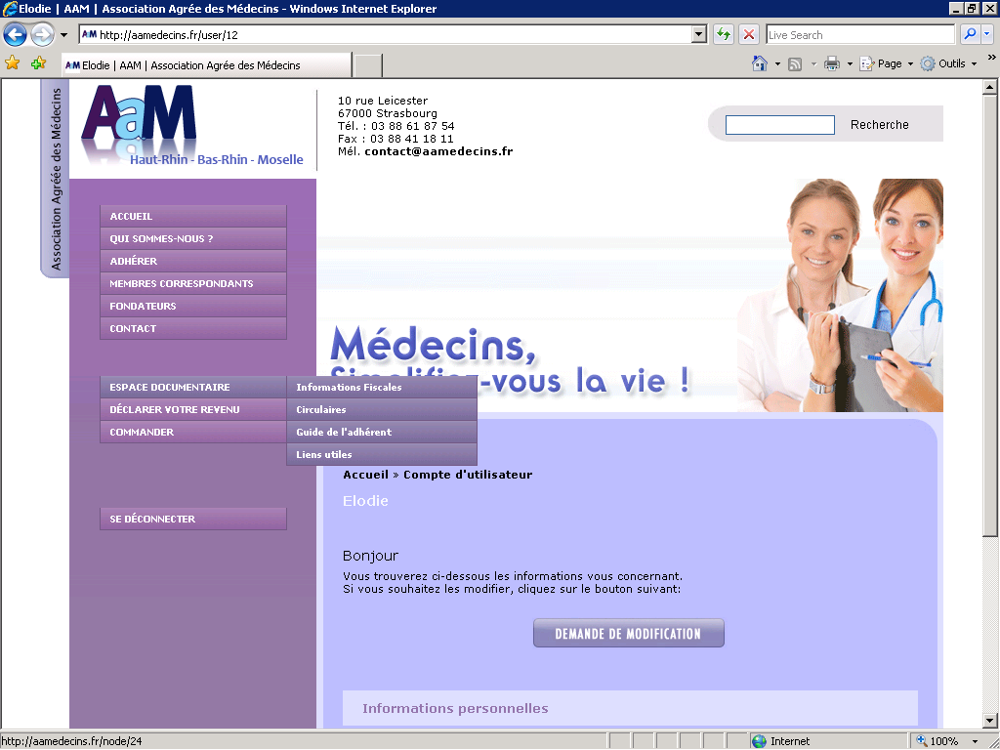 Elodie | AAM | Association Agrée des Médecins - Windows Internet Explorer
http://aamedecins.fr/user/12
Live Search
Elodie | AAM | Association Agrée des Médecins
Page
Outils
Association Agréée des Médecins
AaM
Haut-Rhin - Bas-Rhin - Moselle
10 rue Leicester
67000 Strasbourg
Tél. : 03 88 61 87 54
Fax : 03 88 41 18 11
Mél. contact@aamedecins.fr
Recherche
ACCUEIL
QUI SOMMES-NOUS ?
ADHÉRER
MEMBRES CORRESPONDANTS
FONDATEURS
CONTACT
Médecins,
Simplifiez-vous la vie !
ESPACE DOCUMENTAIRE
DÉCLARER VOTRE REVENU
COMMANDER
Informations Fiscales
Circulaires
Guide de l'adhérent
Liens utiles
SE DÉCONNECTER
Accueil » Compte d'utilisateur
Elodie
Bonjour
Vous trouverez ci-dessous les informations vous concernant.
Si vous souhaitez les modifier, cliquez sur le bouton suivant:
DEMANDE DE MODIFICATION
Informations personnelles
http://aamedecins.fr/node/24
Internet
100%